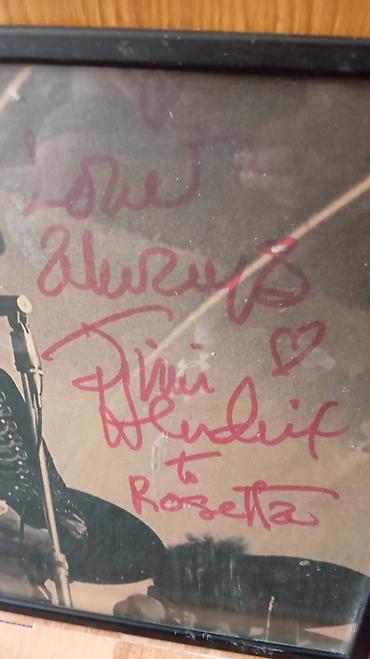 Love
always
Jimi
Hendrix
to
Rosetta